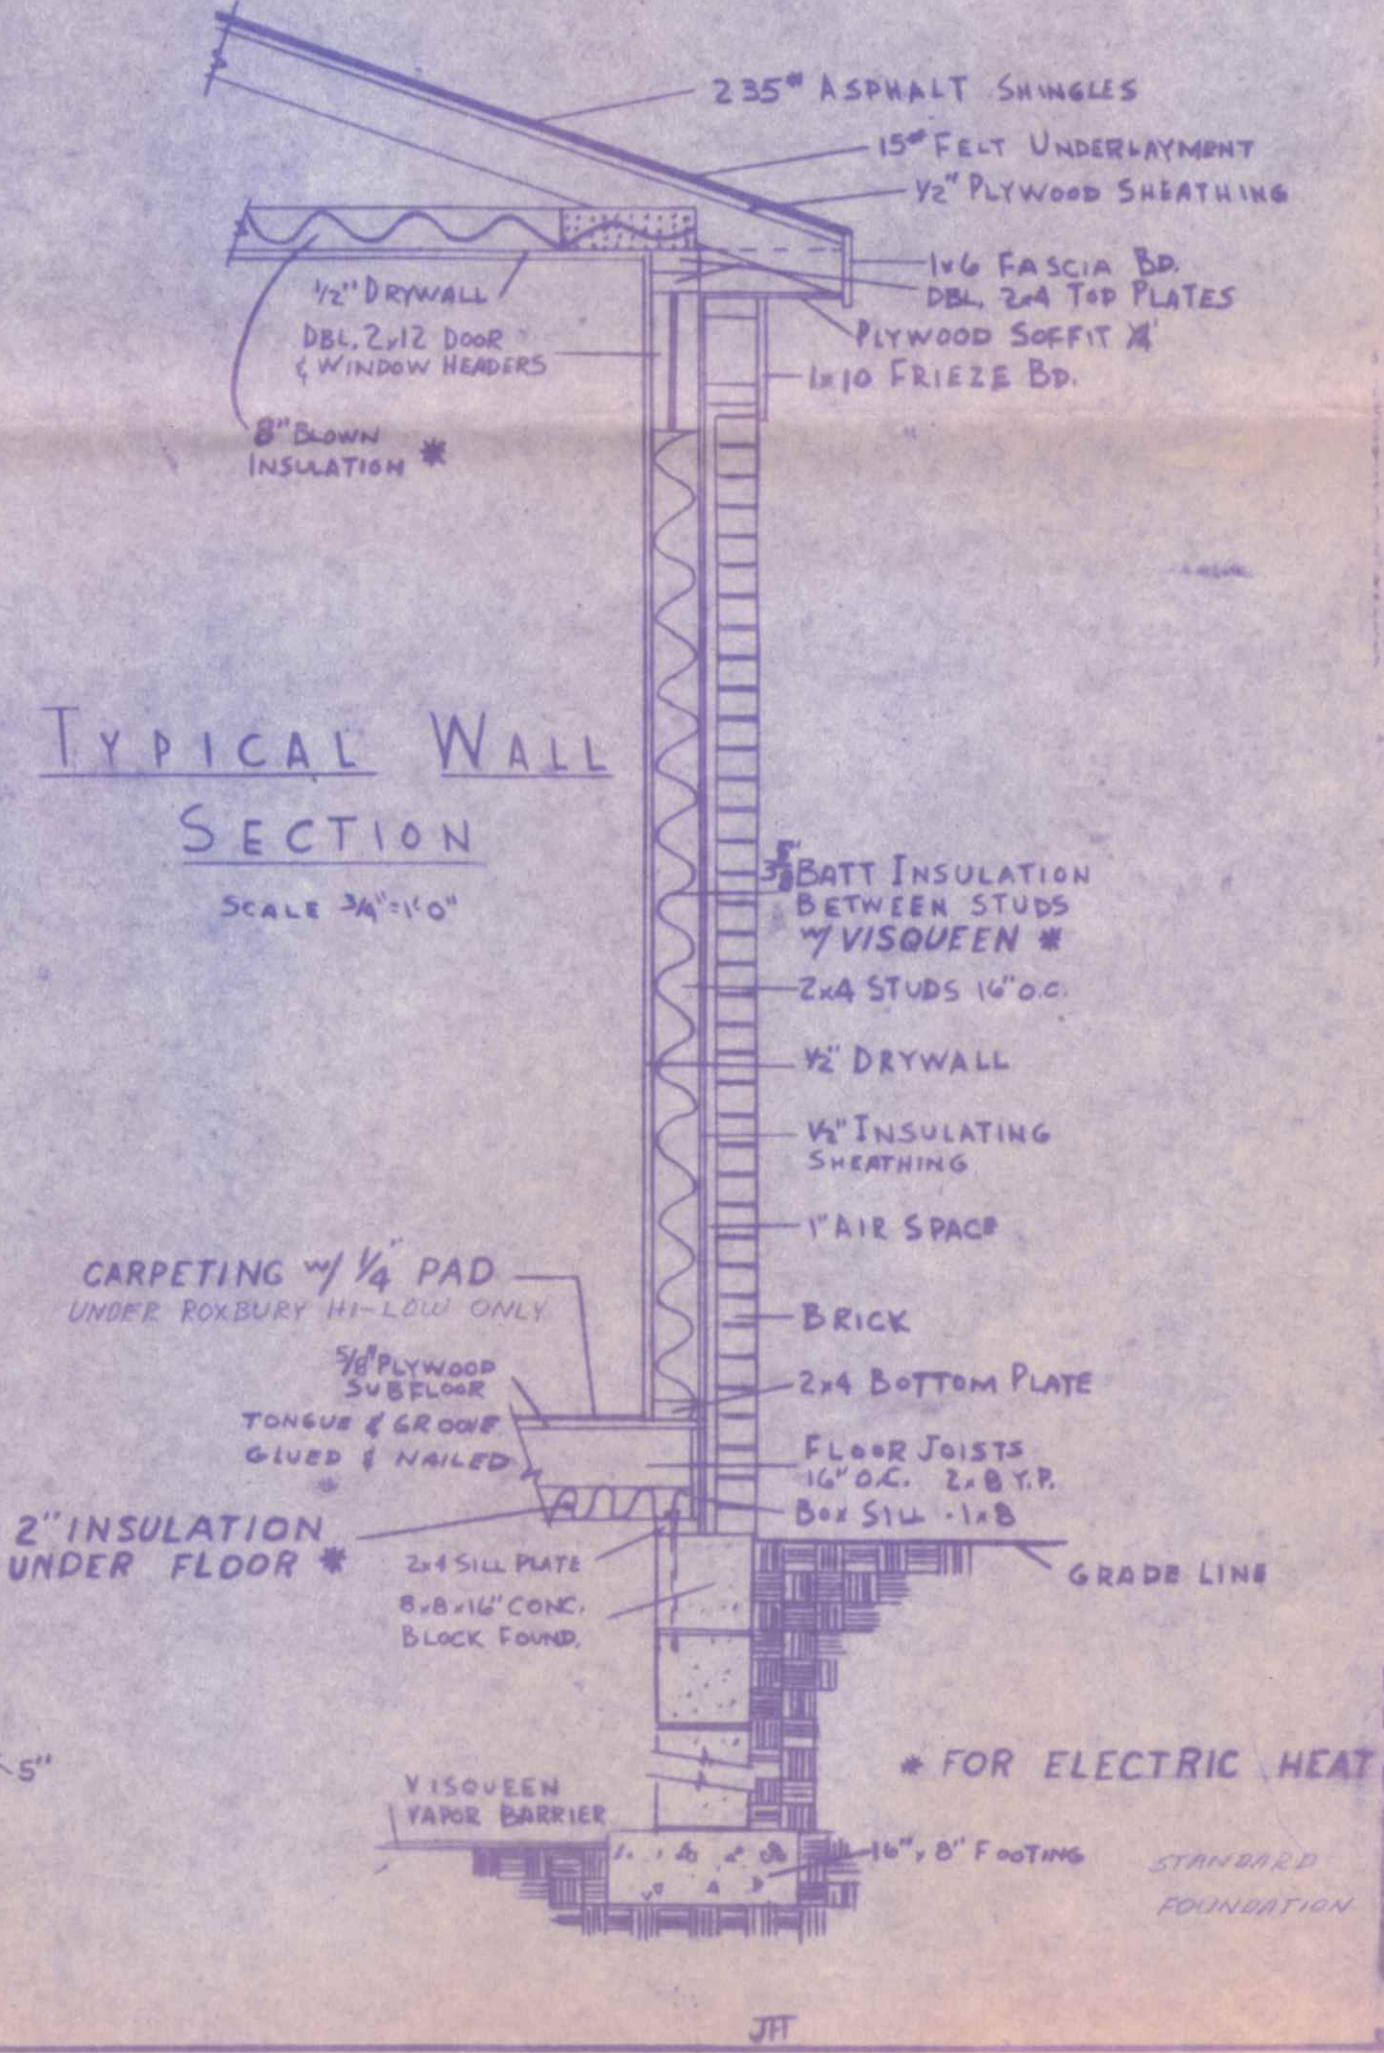 235# ASPHALT SHINGLES
15# FELT UNDERLAYMENT
1/2" PLYWOOD SHEATHING
1x6 FASCIA BD.
DBL. 2x4 TOP PLATES
PLYWOOD SOFFIT
1x10 FRIEZE BD.
1/2" DRYWALL
DBL. 2x12 DOOR
& WINDOW HEADERS
8" BLOWN
INSULATION *
TYPICAL WALL
SECTION
SCALE 3/4"=1'0"
3 5/8" BATT INSULATION
BETWEEN STUDS
w/ VISQUEEN *
2x4 STUDS 16" O.C.
1/2" DRYWALL
1/2" INSULATING
SHEATHING
1" AIR SPACE
BRICK
2x4 BOTTOM PLATE
FLOOR JOISTS
16" O.C. 2x8 Y.P.
BOX SILL - 1x8
GRADE LINE
CARPETING w/ 1/4" PAD
UNDER ROXBURY HI-LOW ONLY
5/8" PLYWOOD
SUBFLOOR
TONGUE & GROOVE
GLUED & NAILED
2" INSULATION
UNDER FLOOR *
2x4 SILL PLATE
8x8x16" CONC.
BLOCK FOUND.
5"
VISQUEEN
VAPOR BARRIER
* FOR ELECTRIC HEAT
16" x 8" FOOTING
STANDARD
FOUNDATION